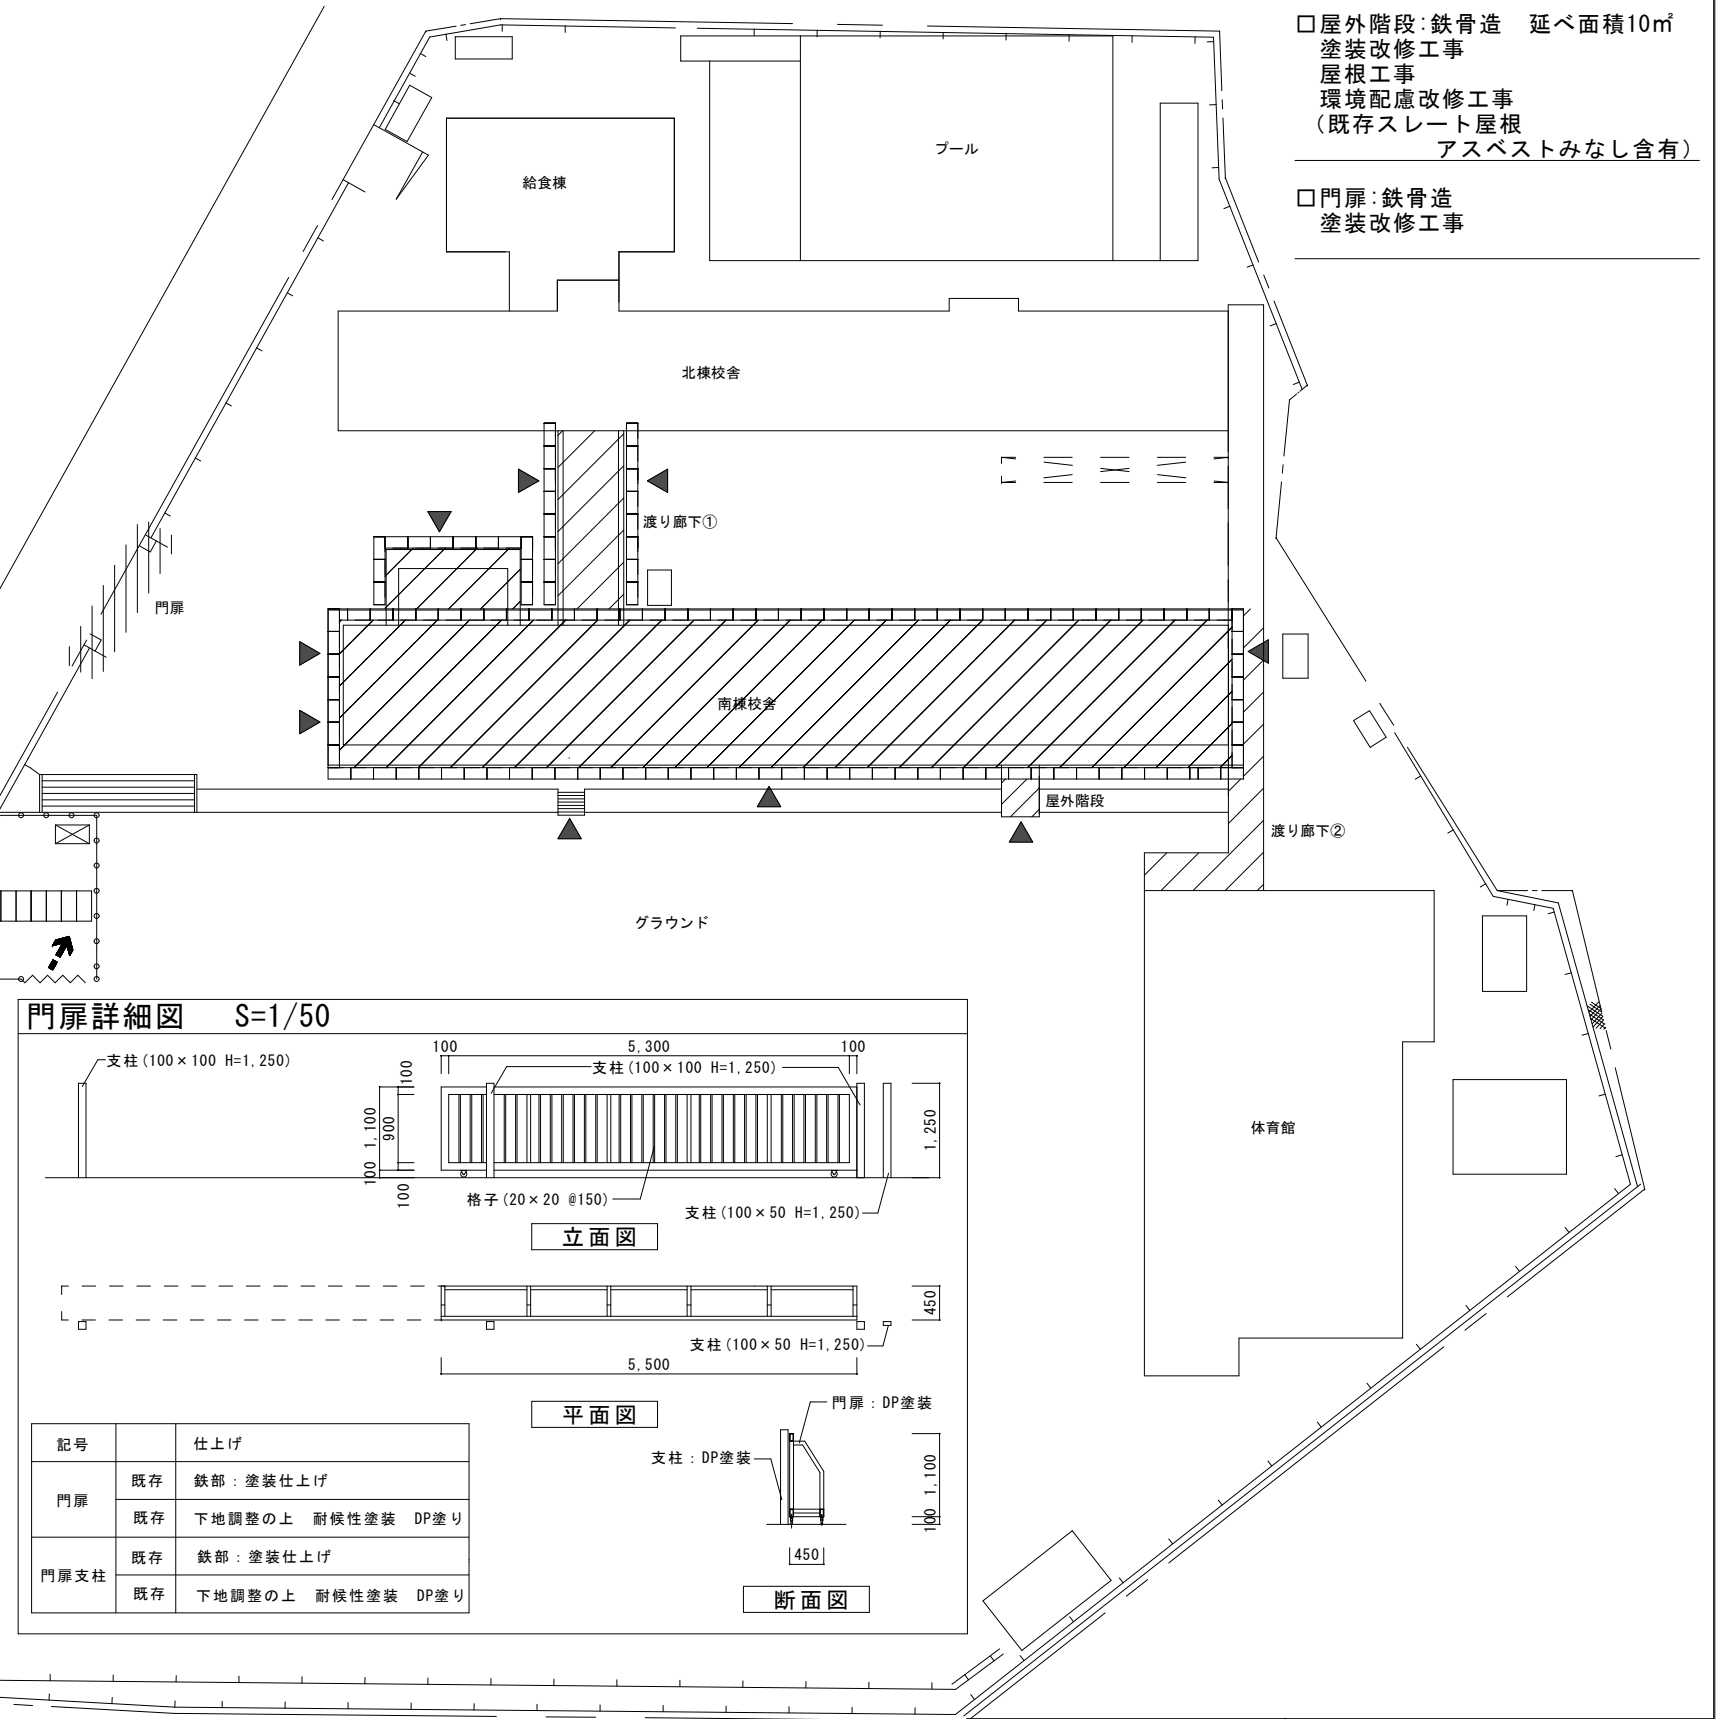 □屋外階段:鉄骨造　延べ面積10㎡
塗装改修工事
屋根工事
環境配慮改修工事
(既存スレート屋根
アスベストみなし含有)
□門扉:鉄骨造
塗装改修工事
プール
給食棟
北棟校舎
渡り廊下①
門扉
南棟校舎
屋外階段
渡り廊下②
グラウンド
体育館
門扉詳細図　S=1/50
支柱(100×100 H=1,250)
100
5,300
100
支柱(100×100 H=1,250)
100
1,100
900
100
100
1,250
格子(20×20 @150)
支柱(100×50 H=1,250)
立面図
450
支柱(100×50 H=1,250)
5,500
平面図
門扉：DP塗装
支柱：DP塗装
1,100
100
450
断面図
記号　仕上げ
門扉
既存　鉄部：塗装仕上げ
既存　下地調整の上　耐候性塗装　DP塗り
門扉支柱
既存　鉄部：塗装仕上げ
既存　下地調整の上　耐候性塗装　DP塗り